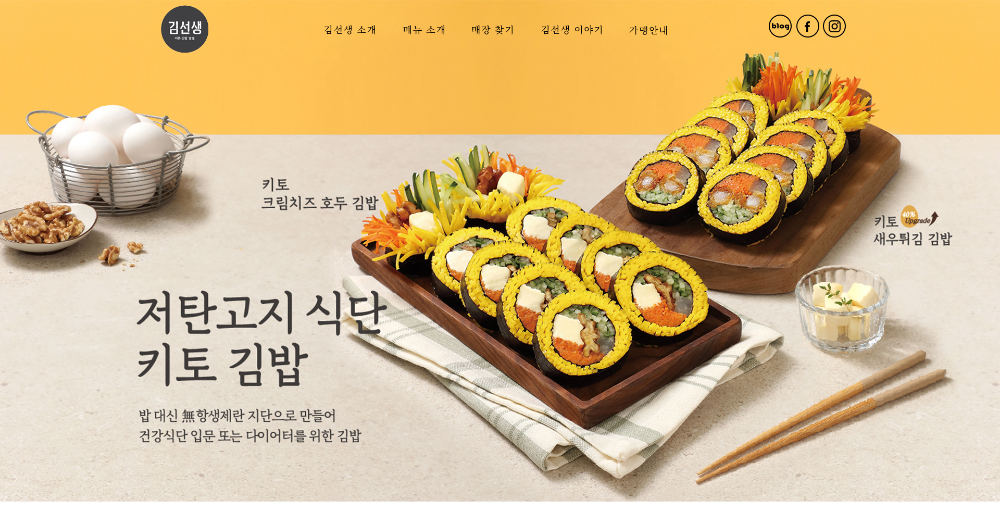 김선생
김선생 소개
메뉴 소개
매장 찾기
김선생 이야기
가맹안내
blog
키토
크림치즈 호두 김밥
키토 40% Upgrade
새우튀김 김밥
저탄고지 식단
키토 김밥
밥 대신 無항생제란 지단으로 만들어
건강식단 입문 또는 다이어터를 위한 김밥